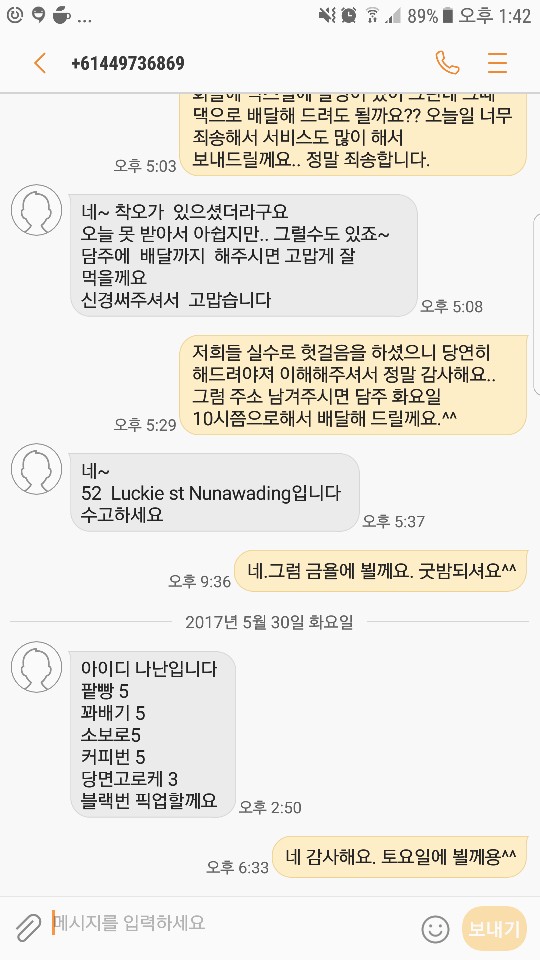 89% 오후 1:42
+61449736869
댁으로 배달해 드려도 될까요?? 오늘일 너무
죄송해서 서비스도 많이 해서
보내드릴께요.. 정말 죄송합니다.
오후 5:03
네~ 착오가 있으셨더라구요
오늘 못 받아서 아쉽지만.. 그럴수도 있죠~
담주에 배달까지 해주시면 고맙게 잘
먹을께요
신경써주셔서 고맙습니다
오후 5:08
저희들 실수로 헛걸음을 하셨으니 당연히
해드려야져 이해해주셔서 정말 감사해요..
그럼 주소 남겨주시면 담주 화요일
10시쯤으로해서 배달해 드릴께요.^^
오후 5:29
네~
52 Luckie st Nunawading입니다
수고하세요
오후 5:37
네.그럼 금욜에 뵐께요. 굿밤되셔요^^
오후 9:36
2017년 5월 30일 화요일
아이디 나난입니다
팥빵 5
꽈배기 5
소보로5
커피번 5
당면고로케 3
블랙번 픽업할께요
오후 2:50
네 감사해요. 토요일에 뵐께용^^
오후 6:33
메시지를 입력하세요
보내기